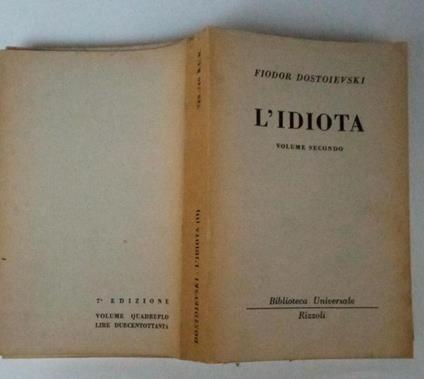 FIODOR DOSTOIEVSKI
L'IDIOTA
VOLUME SECONDO
Biblioteca Universale
Rizzoli
DOSTOIEVSKI - L'IDIOTA (II)
B.U.R.
7ª EDIZIONE
VOLUME QUADRUPLO
LIRE DUECENTOTTANTA